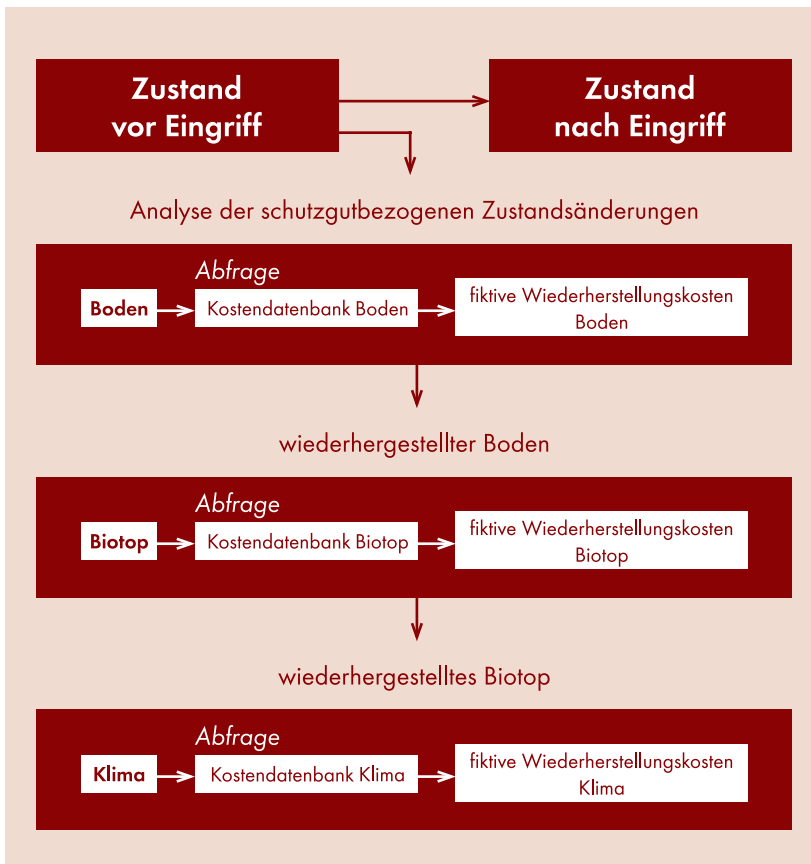 Zustand
vor Eingriff
Zustand
nach Eingriff
Analyse der schutzgutbezogenen Zustandsänderungen
Abfrage
Boden
Kostendatenbank Boden
fiktive Wiederherstellungskosten
Boden
wiederhergestellter Boden
Abfrage
Biotop
Kostendatenbank Biotop
fiktive Wiederherstellungskosten
Biotop
wiederhergestelltes Biotop
Abfrage
Klima
Kostendatenbank Klima
fiktive Wiederherstellungskosten
Klima